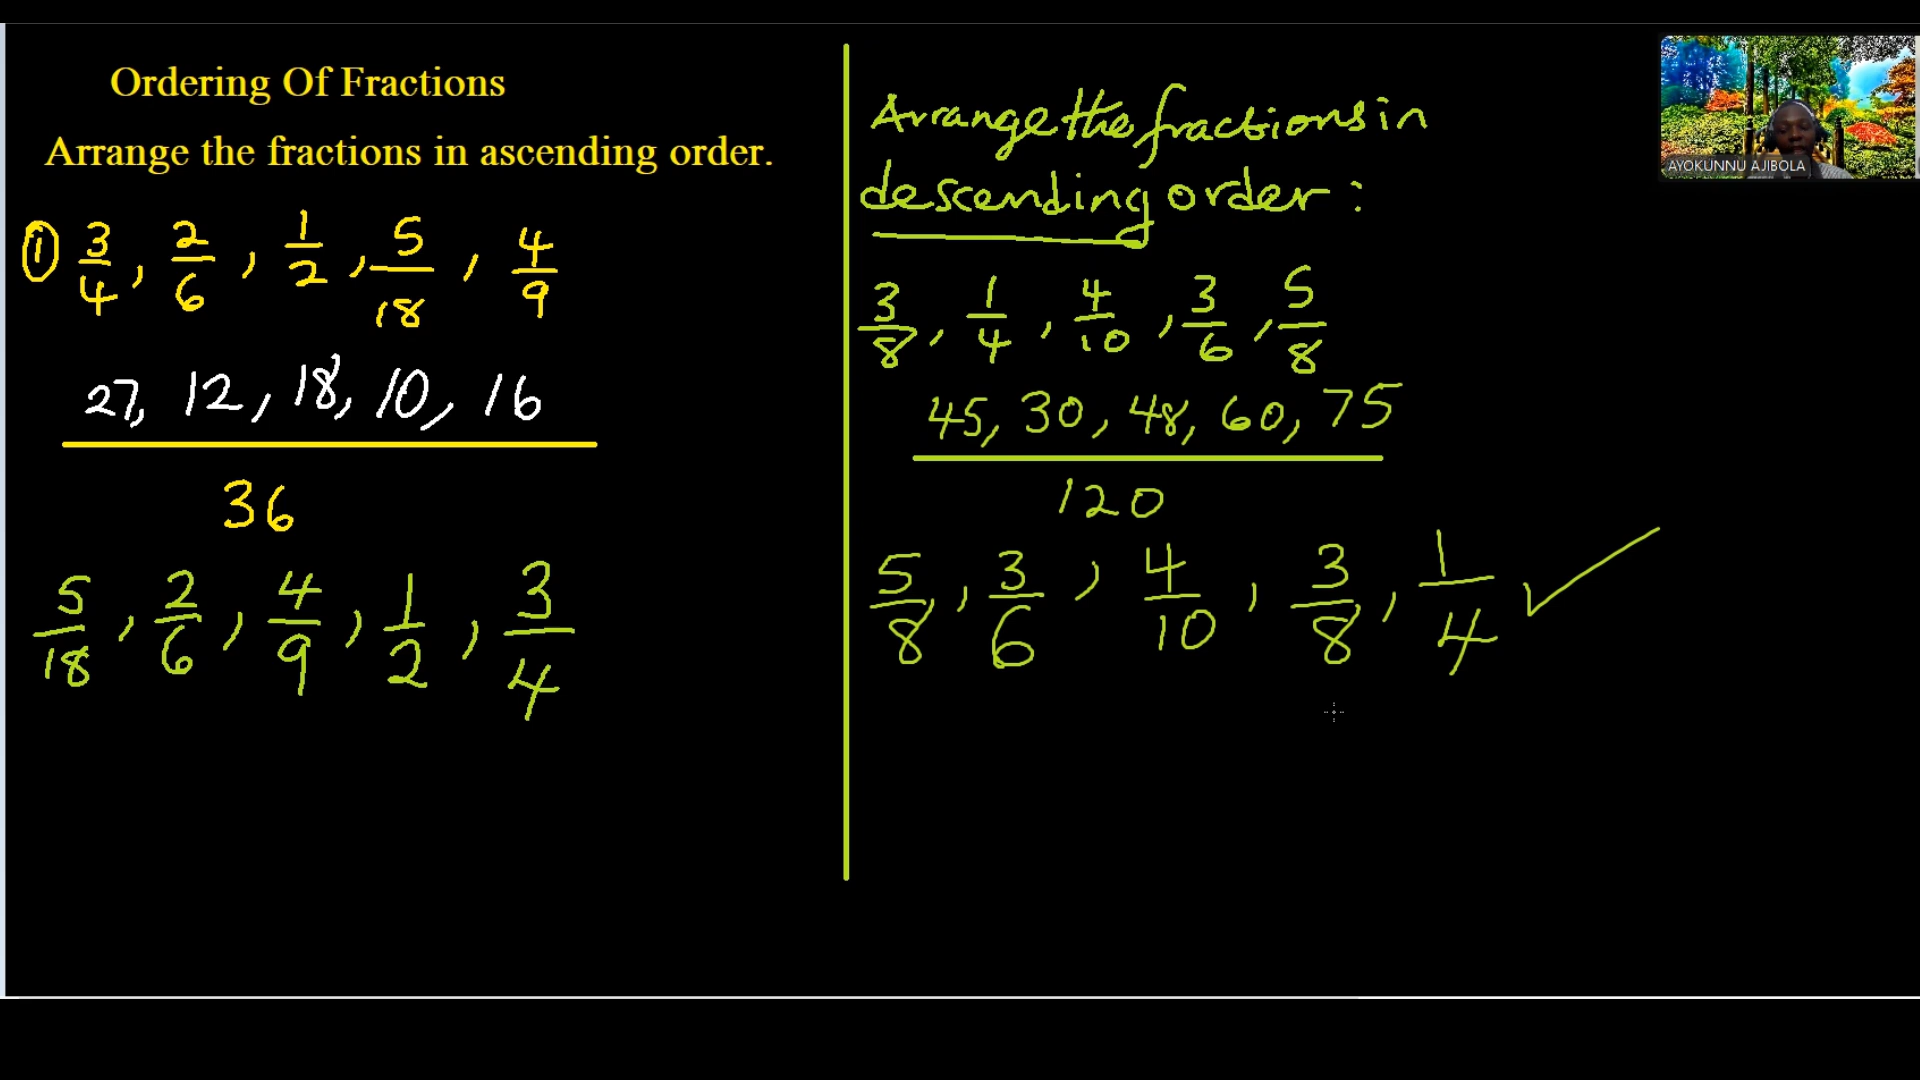 Ordering Of Fractions
Arrange the fractions in ascending order.
① 3/4, 2/6, 1/2, 5/18, 4/9
27, 12, 18, 10, 16
36
5/18, 2/6, 4/9, 1/2, 3/4
Arrange the fractions in
descending order:
3/8, 1/4, 4/10, 3/6, 5/8
45, 30, 48, 60, 75
120
5/8, 3/6, 4/10, 3/8, 1/4 ✓
AYOKUNNU AJIBOLA